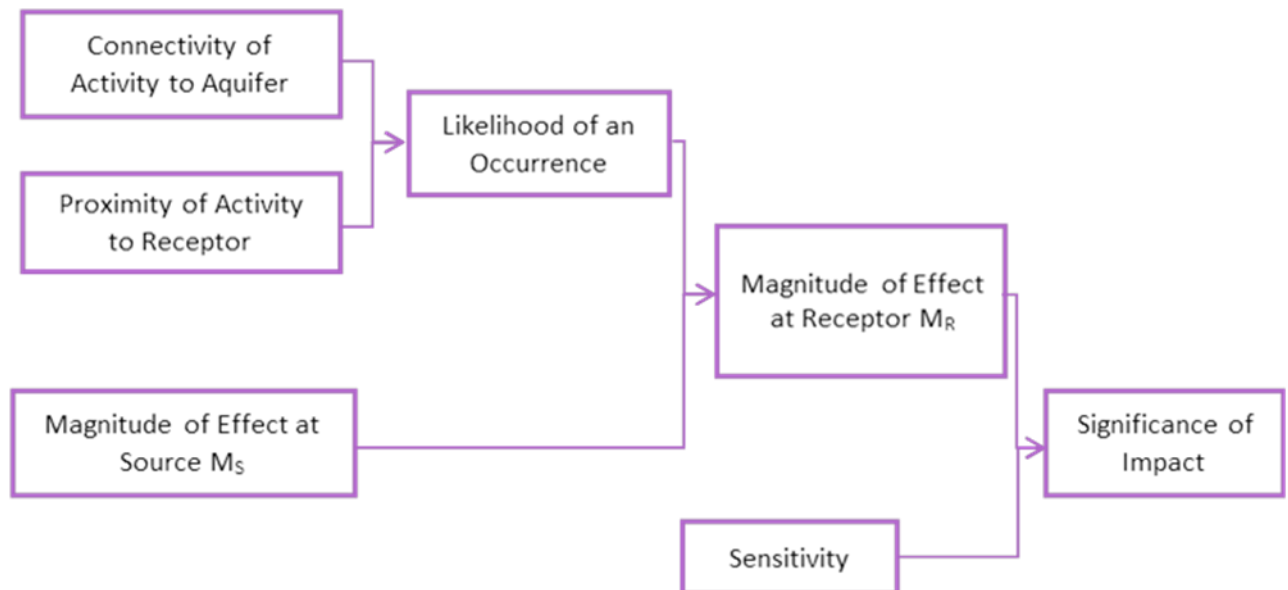 Connectivity of
Activity to Aquifer
Likelihood of an
Occurrence
Proximity of Activity
to Receptor
Magnitude of Effect
at Receptor MR
Magnitude of Effect at
Source MS
Significance of
Impact
Sensitivity